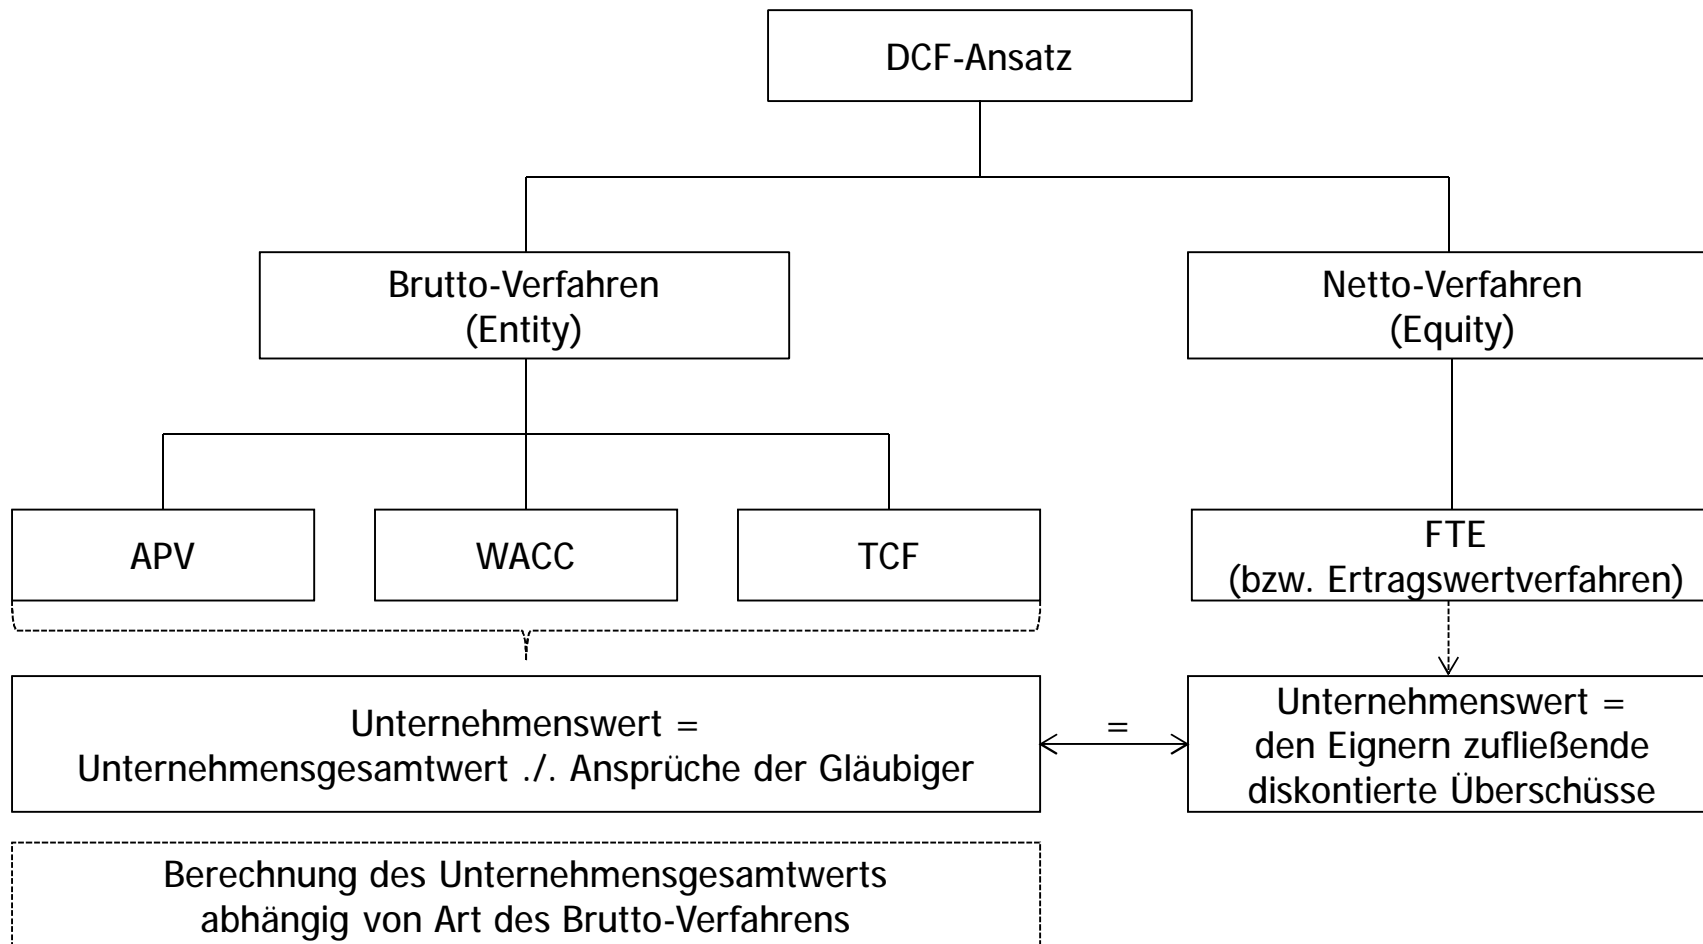 DCF-Ansatz
Brutto-Verfahren
(Entity)
Netto-Verfahren
(Equity)
APV
WACC
TCF
FTE
(bzw. Ertragswertverfahren)
Unternehmenswert =
Unternehmensgesamtwert ./. Ansprüche der Gläubiger
=
Unternehmenswert =
den Eignern zufließende
diskontierte Überschüsse
Berechnung des Unternehmensgesamtwerts
abhängig von Art des Brutto-Verfahrens